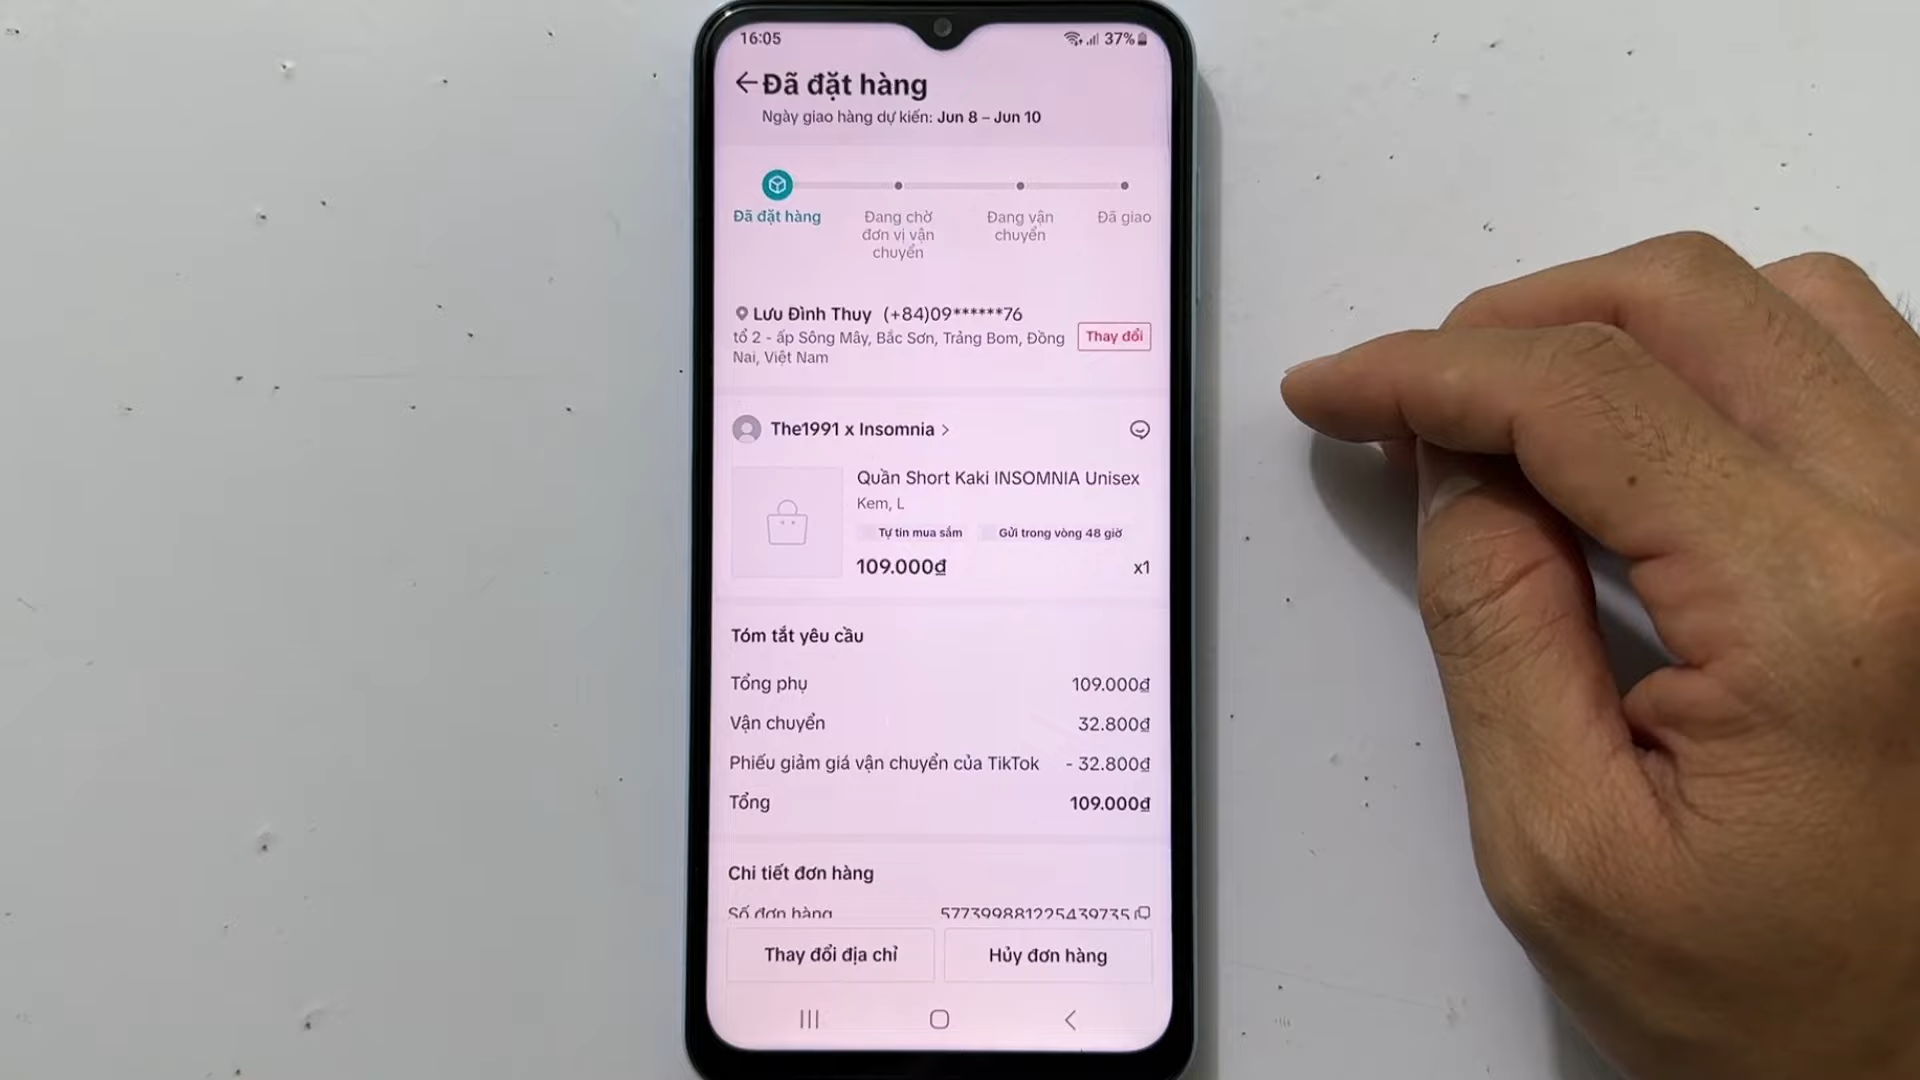 16:05
37%
Đã đặt hàng
Ngày giao hàng dự kiến: Jun 8 – Jun 10
Đã đặt hàng
Đang chờ
đơn vị vận
chuyển
Đang vận
chuyển
Đã giao
Lưu Đình Thuy (+84)09******76
tổ 2 - ấp Sông Mây, Bắc Sơn, Trảng Bom, Đồng
Nai, Việt Nam
Thay đổi
The1991 x Insomnia >
Quần Short Kaki INSOMNIA Unisex
Kem, L
Tự tin mua sắm
Gửi trong vòng 48 giờ
109.000₫
x1
Tóm tắt yêu cầu
Tổng phụ 109.000₫
Vận chuyển 32.800₫
Phiếu giảm giá vận chuyển của TikTok - 32.800₫
Tổng 109.000₫
Chi tiết đơn hàng
Số đơn hàng 577399881225439735
Thay đổi địa chỉ
Hủy đơn hàng